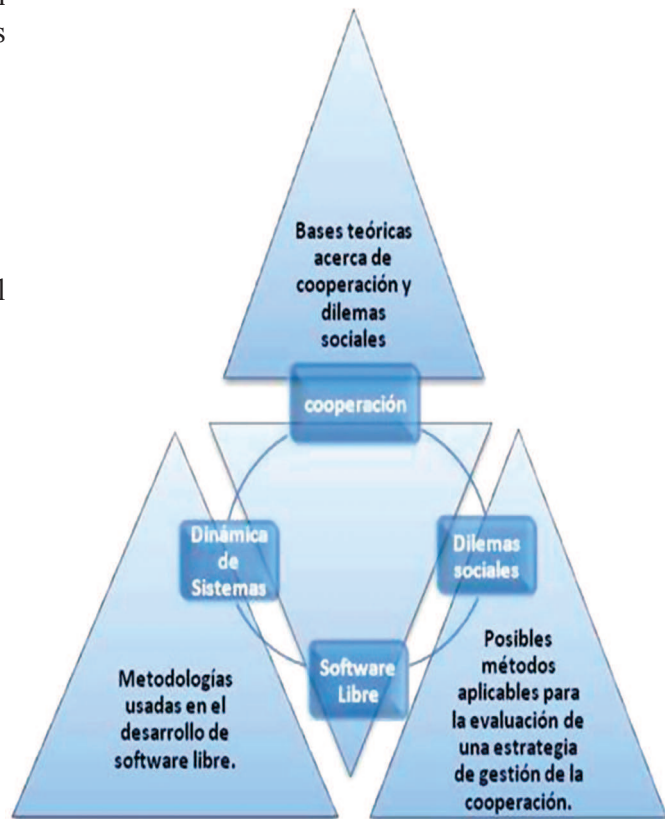 s
l
Bases teóricas
acerca de
cooperación y
dilemas
sociales
cooperación
Dinámica
de
Sistemas
Dilemas
sociales
Software
Libre
Metodologías
usadas en el
desarrollo de
software libre.
Posibles
métodos
aplicables para
la evaluación de
una estrategia
de gestión de la
cooperación.